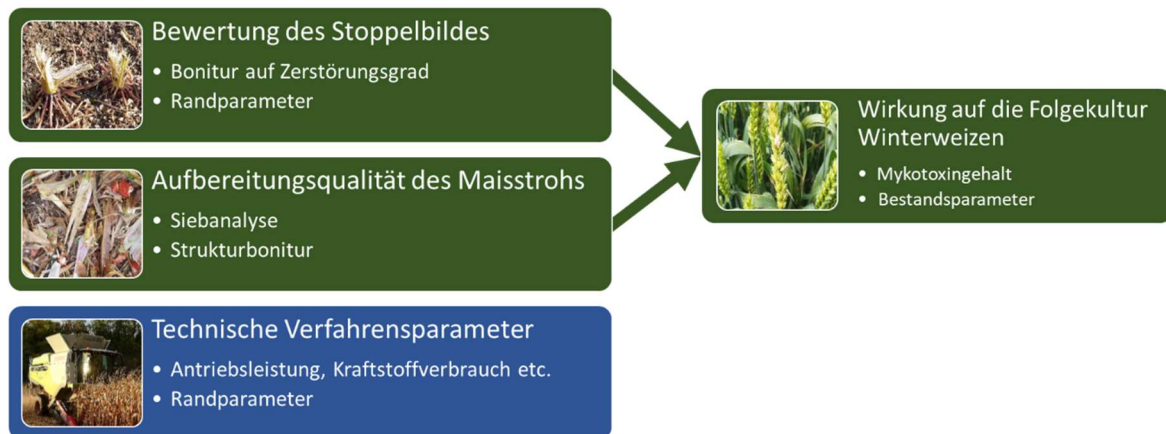 Bewertung des Stoppelbildes
• Bonitur auf Zerstörungsgrad
• Randparameter
Aufbereitungsqualität des Maisstrohs
• Siebanalyse
• Strukturbonitur
Technische Verfahrensparameter
• Antriebsleistung, Kraftstoffverbrauch etc.
• Randparameter
Wirkung auf die Folgekultur
Winterweizen
• Mykotoxingehalt
• Bestandsparameter